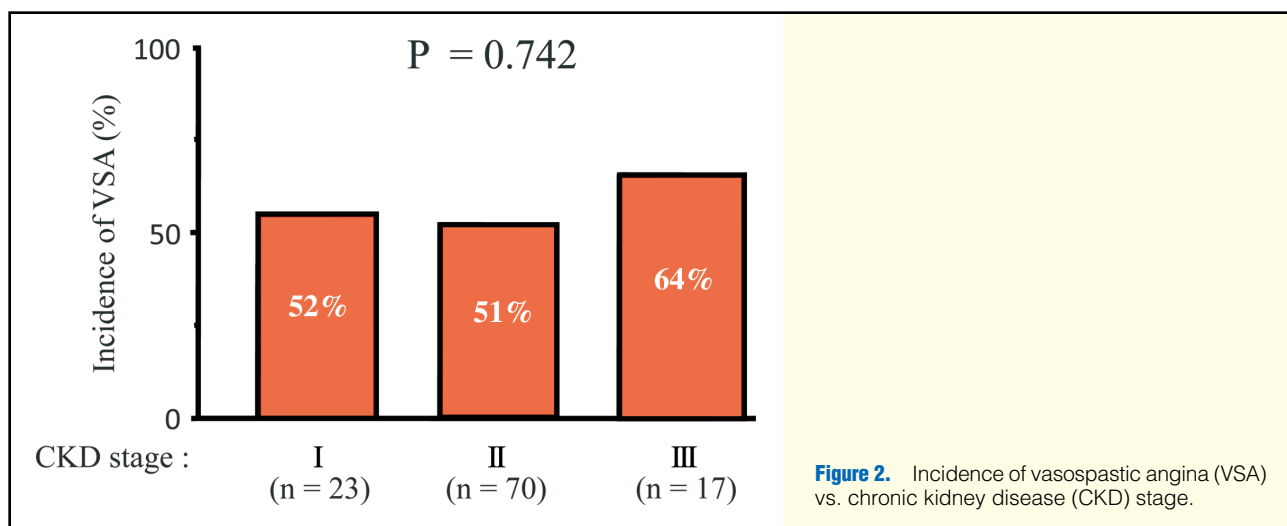 P = 0.742
Incidence of VSA (%)
100
50
0
52%
51%
64%
CKD stage : I II III
(n = 23) (n = 70) (n = 17)
Figure 2. Incidence of vasospastic angina (VSA)
vs. chronic kidney disease (CKD) stage.